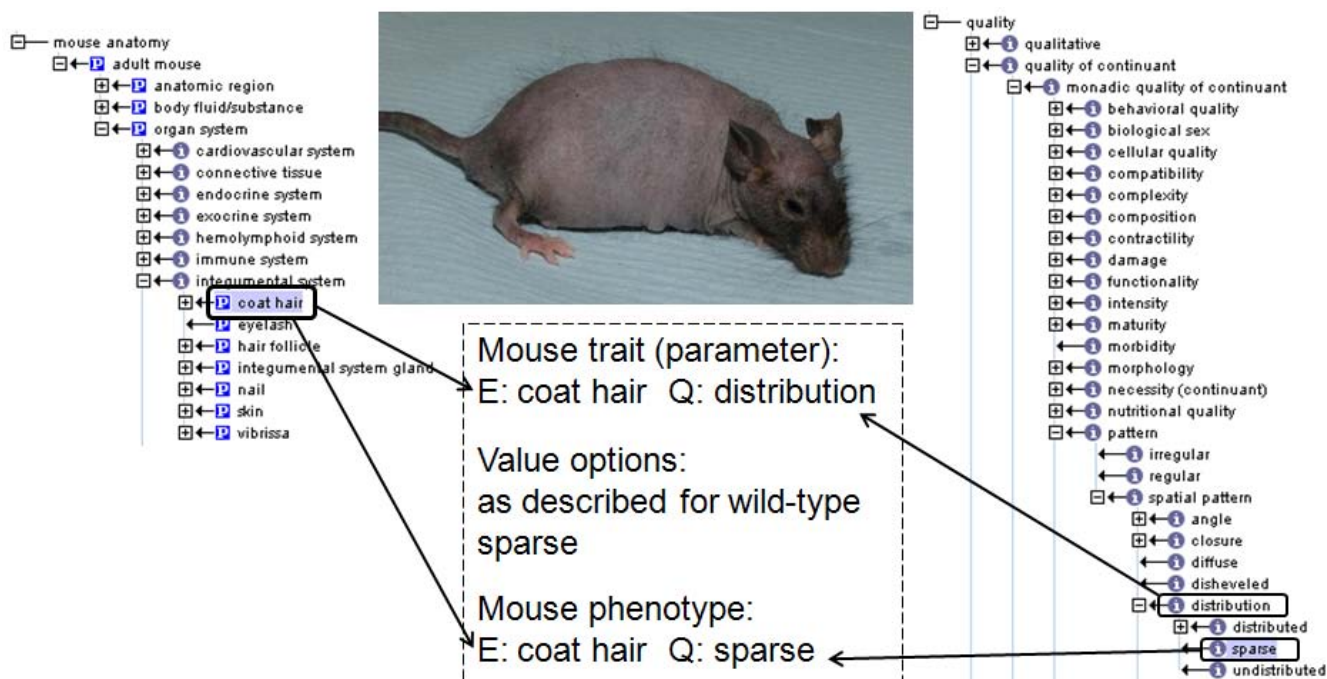 mouse anatomy
P adult mouse
P anatomic region
P body fluid/substance
P organ system
i cardiovascular system
i connective tissue
i endocrine system
i exocrine system
i hemolymphoid system
i immune system
i integumental system
P coat hair
P eyelash
P hair follicle
P integumental system gland
P nail
P skin
P vibrissa
Mouse trait (parameter):
E: coat hair Q: distribution
Value options:
as described for wild-type
sparse
Mouse phenotype:
E: coat hair Q: sparse
quality
i qualitative
i quality of continuant
i monadic quality of continuant
i behavioral quality
i biological sex
i cellular quality
i compatibility
i complexity
i composition
i contractility
i damage
i functionality
i intensity
i maturity
i morbidity
i morphology
i necessity (continuant)
i nutritional quality
i pattern
i irregular
i regular
i spatial pattern
i angle
i closure
i diffuse
i disheveled
i distribution
i distributed
i sparse
i undistributed